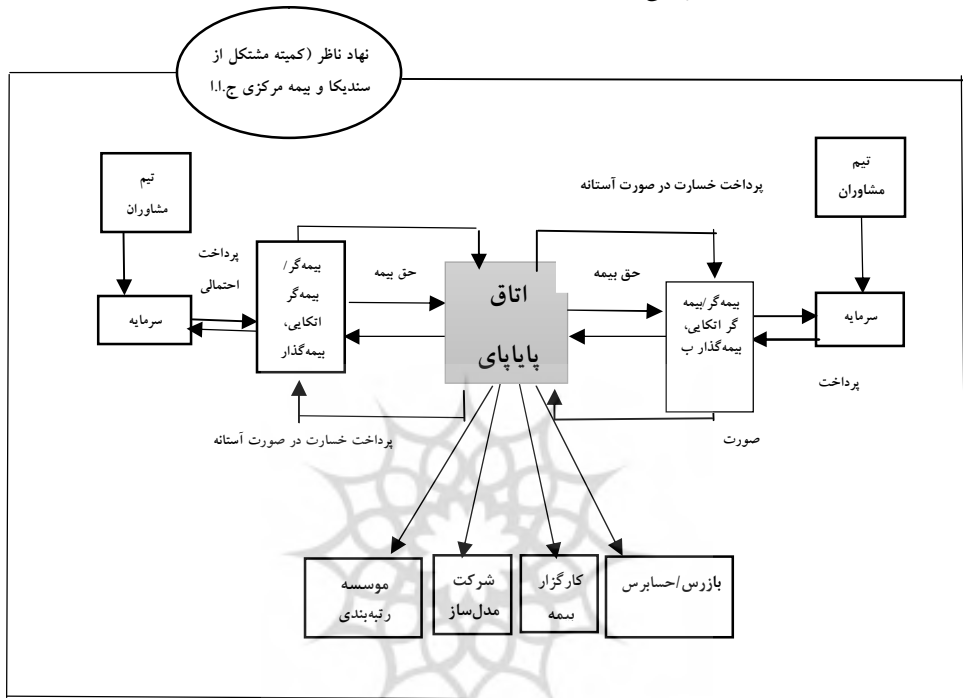 نهاد ناظر (کمیته مشتکل از
سندیکا و بیمه مرکزی ج.ا.ا
تیم
مشاوران
تیم
مشاوران
پرداخت خسارت در صورت آستانه
پرداخت
احتمالی
بیمه‌گر/
بیمه‌گر
اتکایی،
بیمه‌گذار
حق بیمه
اتاق
پایاپای
حق بیمه
بیمه‌گر/بیمه
گر اتکایی،
بیمه‌گذار ب
سرمایه
سرمایه
پرداخت
پرداخت خسارت در صورت آستانه
صورت
بازرس/حسابرس
کارگزار
بیمه
شرکت
مدل‌ساز
موسسه
رتبه‌بندی